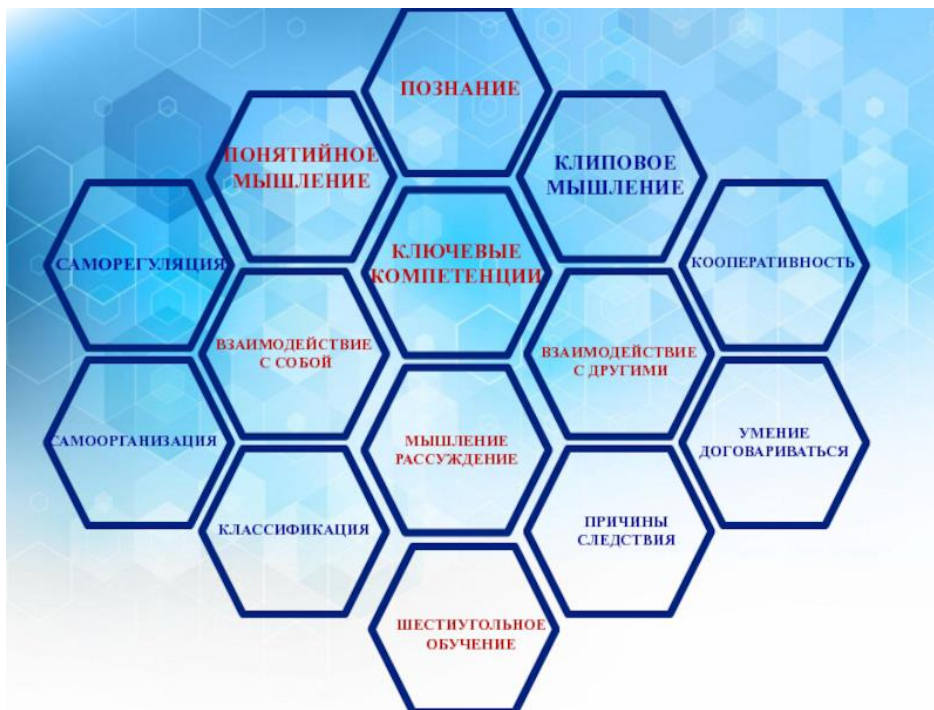 ПОЗНАНИЕ
ПОНЯТИЙНОЕ
МЫШЛЕНИЕ
КЛИПОВОЕ
МЫШЛЕНИЕ
САМОРЕГУЛЯЦИЯ
КЛЮЧЕВЫЕ
КОМПЕТЕНЦИИ
КООПЕРАТИВНОСТЬ
ВЗАИМОДЕЙСТВИЕ
С СОБОЙ
ВЗАИМОДЕЙСТВИЕ
С ДРУГИМИ
САМООРГАНИЗАЦИЯ
МЫШЛЕНИЕ
РАССУЖДЕНИЕ
УМЕНИЕ
ДОГОВАРИВАТЬСЯ
КЛАССИФИКАЦИЯ
ПРИЧИНЫ
СЛЕДСТВИЯ
ШЕСТИУГОЛЬНОЕ
ОБУЧЕНИЕ